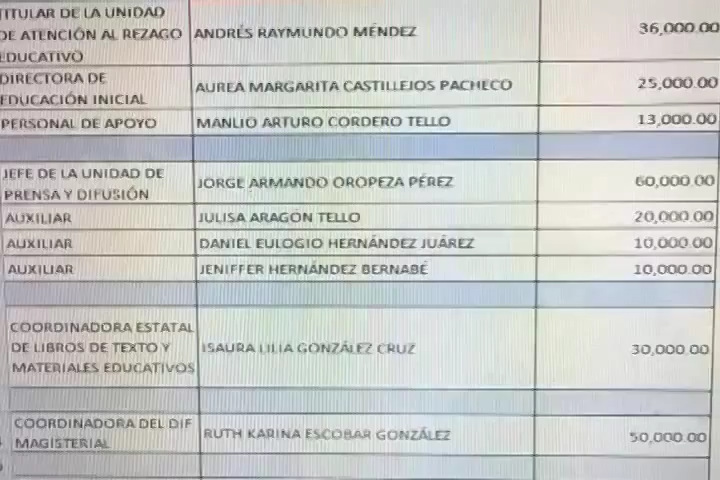 TITULAR DE LA UNIDAD
DE ATENCIÓN AL REZAGO ANDRÉS RAYMUNDO MÉNDEZ 36,000.00
EDUCATIVO
DIRECTORA DE
EDUCACIÓN INICIAL AUREA MARGARITA CASTILLEJOS PACHECO 25,000.00
PERSONAL DE APOYO MANLIO ARTURO CORDERO TELLO 13,000.00
JEFE DE LA UNIDAD DE
PRENSA Y DIFUSIÓN JORGE ARMANDO OROPEZA PÉREZ 60,000.00
AUXILIAR JULISA ARAGÓN TELLO 20,000.00
AUXILIAR DANIEL EULOGIO HERNÁNDEZ JUÁREZ 10,000.00
AUXILIAR JENIFFER HERNÁNDEZ BERNABÉ 10,000.00
COORDINADORA ESTATAL
DE LIBROS DE TEXTO Y ISAURA LILIA GONZÁLEZ CRUZ 30,000.00
MATERIALES EDUCATIVOS
COORDINADORA DEL DIF
MAGISTERIAL RUTH KARINA ESCOBAR GONZÁLEZ 50,000.00